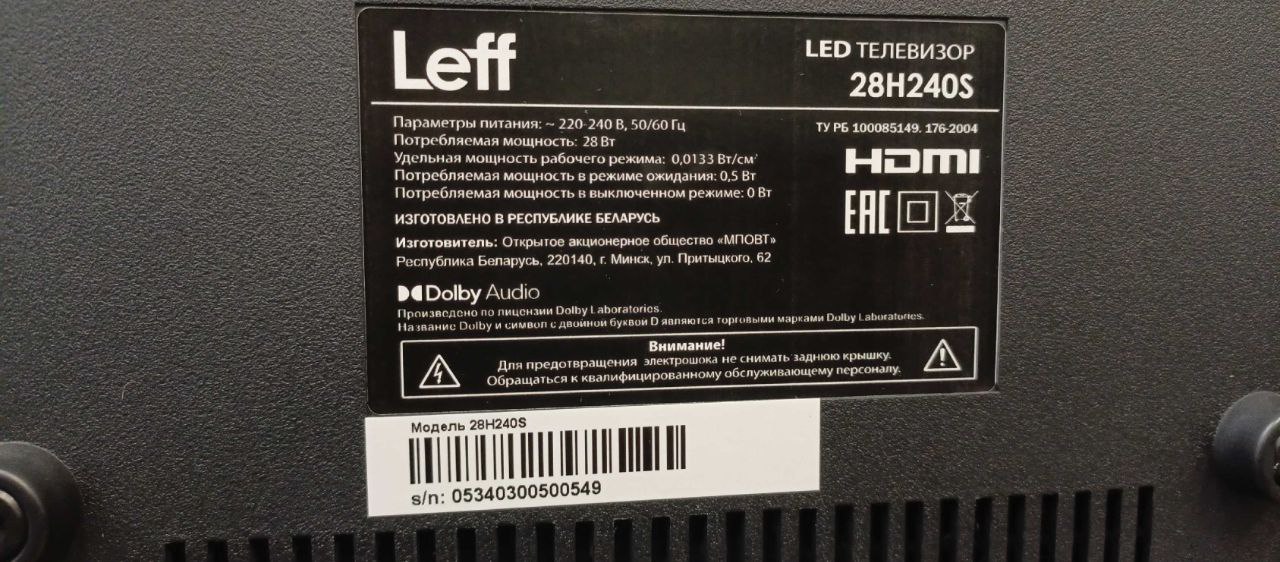 Leff
LED ТЕЛЕВИЗОР
28H240S
Параметры питания: ~ 220-240 В, 50/60 Гц
Потребляемая мощность: 28 Вт
Удельная мощность рабочего режима: 0,0133 Вт/см²
Потребляемая мощность в режиме ожидания: 0,5 Вт
Потребляемая мощность в выключенном режиме: 0 Вт
ТУ РБ 100085149. 176-2004
HDMI
EAC
ИЗГОТОВЛЕНО В РЕСПУБЛИКЕ БЕЛАРУСЬ
Изготовитель: Открытое акционерное общество «МПОВТ»
Республика Беларусь, 220140, г. Минск, ул. Притыцкого, 62
Dolby Audio
Произведено по лицензии Dolby Laboratories.
Название Dolby и символ с двойной буквой D являются торговыми марками Dolby Laboratories.
Внимание!
Для предотвращения электрошока не снимать заднюю крышку.
Обращаться к квалифицированному обслуживающему персоналу.
Модель 28H240S
s/n: 05340300500549